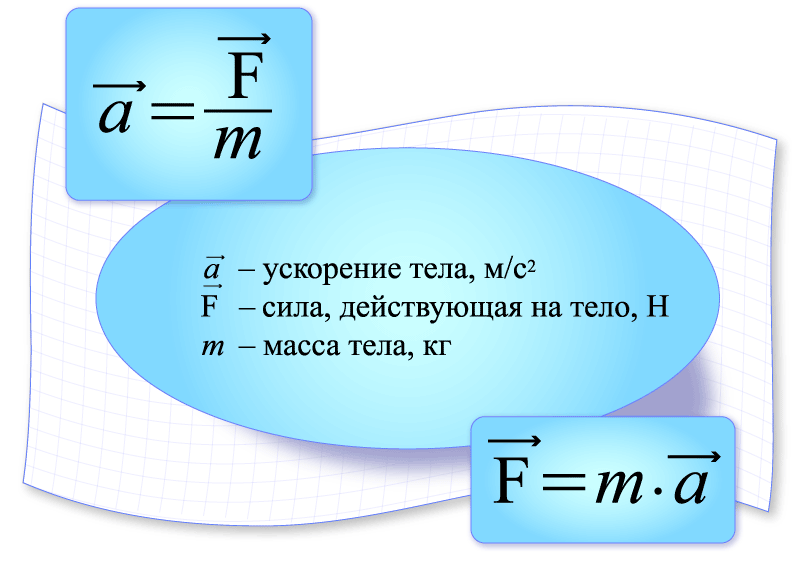 a⃗ = F⃗/m
a⃗ – ускорение тела, м/с²
F⃗ – сила, действующая на тело, Н
m – масса тела, кг
F⃗ = m · a⃗